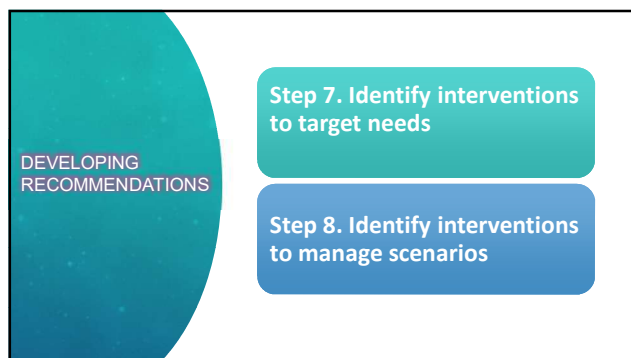 DEVELOPING
RECOMMENDATIONS
Step 7. Identify interventions
to target needs
Step 8. Identify interventions
to manage scenarios